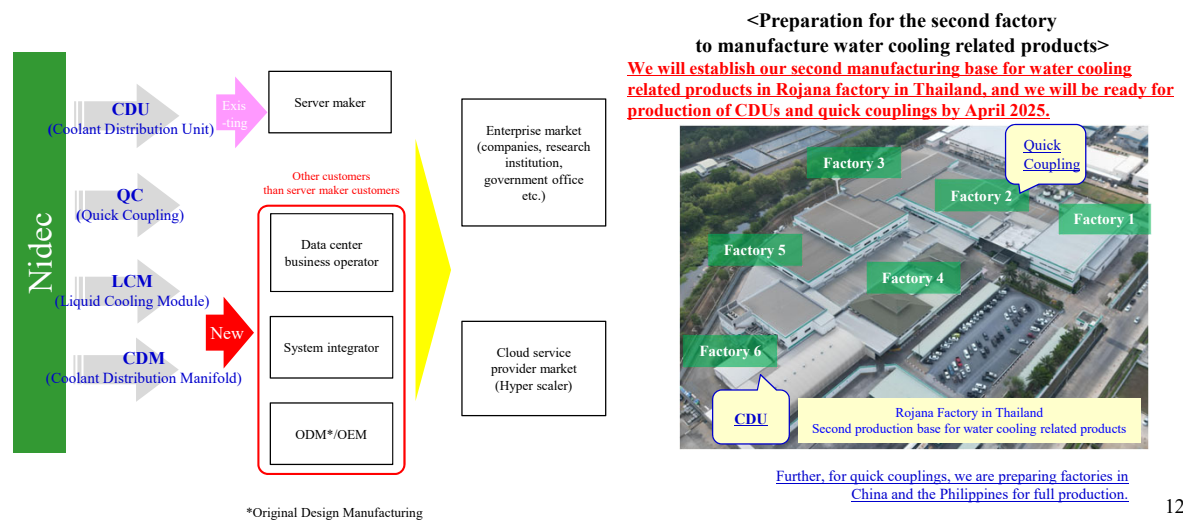 Nidec
CDU
(Coolant Distribution Unit)
QC
(Quick Coupling)
LCM
(Liquid Cooling Module)
CDM
(Coolant Distribution Manifold)
Exis
-ting
New
Server maker
Other customers
than server maker customers
Data center
business operator
System integrator
ODM*/OEM
*Original Design Manufacturing
Enterprise market
(companies, research
institution,
government office
etc.)
Cloud service
provider market
(Hyper scaler)
<Preparation for the second factory
to manufacture water cooling related products>
We will establish our second manufacturing base for water cooling
related products in Rojana factory in Thailand, and we will be ready for
production of CDUs and quick couplings by April 2025.
Quick
Coupling
Factory 3
Factory 2
Factory 1
Factory 5
Factory 4
Factory 6
CDU
Rojana Factory in Thailand
Second production base for water cooling related products
Further, for quick couplings, we are preparing factories in
China and the Philippines for full production.
12